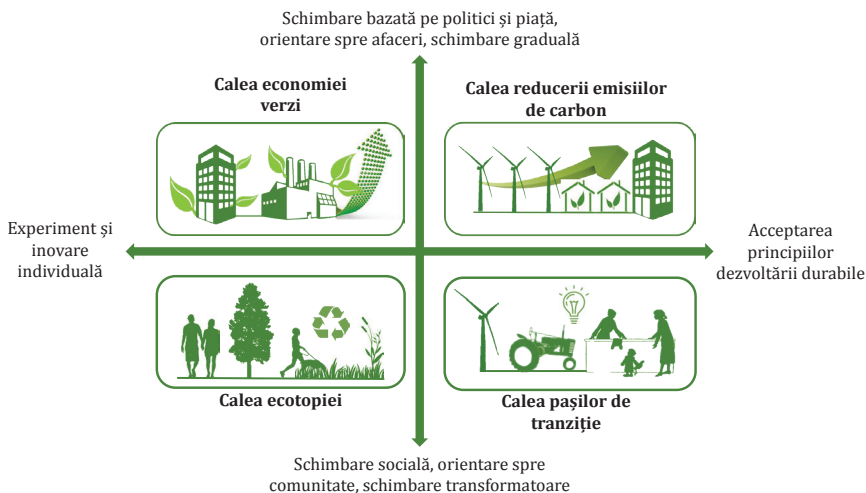 Schimbare bazată pe politici și piață,
orientare spre afaceri, schimbare graduală
Calea economiei
verzi
Calea reducerii emisiilor
de carbon
Experiment și
inovare
individuală
Acceptarea
principiilor
dezvoltării durabile
Calea ecotopiei
Calea pașilor de
tranziție
Schimbare socială, orientare spre
comunitate, schimbare transformatoare